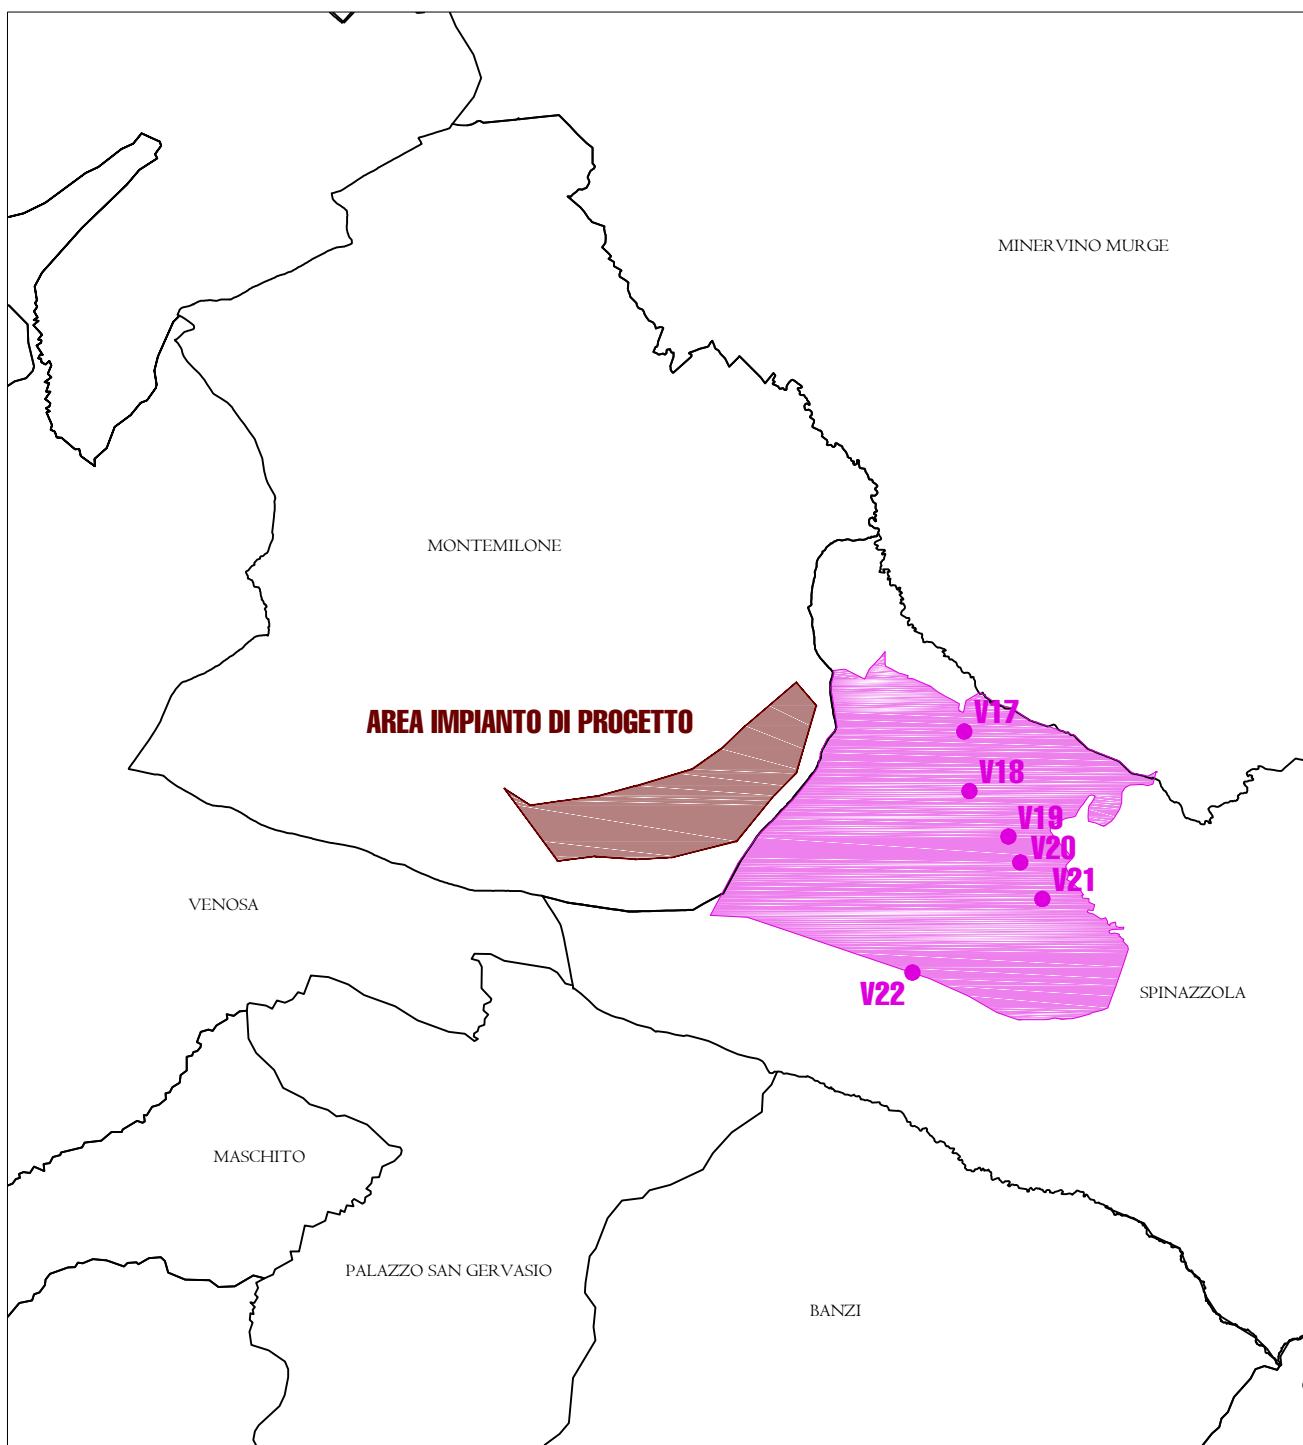 MINERVINO MURGE
MONTEMILONE
AREA IMPIANTO DI PROGETTO
V17
V18
V19
V20
V21
VENOSA
V22
SPINAZZOLA
MASCHITO
PALAZZO SAN GERVASIO
BANZI